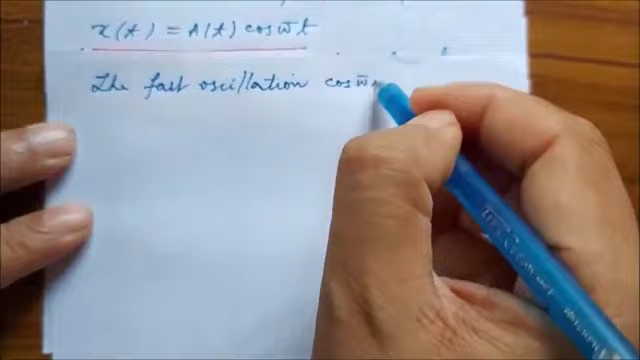 x(t) = A(t) cos ω̄ t
The fast oscillation cos ω̄